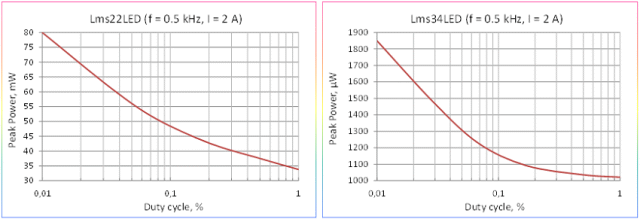 Lms22LED (f = 0.5 kHz, I = 2 A)
80
75
70
65
60
55
50
45
40
35
30
Peak Power, mW
0,01 0,1 1
Duty cycle, %
Lms34LED (f = 0.5 kHz, I = 2 A)
1900
1800
1700
1600
1500
1400
1300
1200
1100
1000
Peak Power, µW
0,01 0,1 1
Duty cycle, %